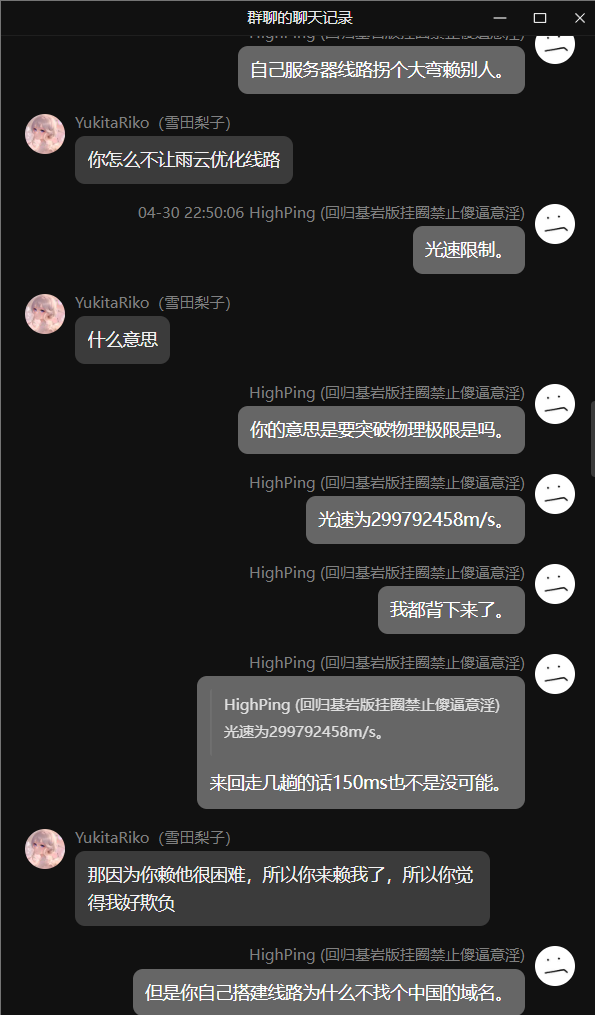 群聊的聊天记录
HighPing (回归基岩版挂圈禁止傻逼意淫)
自己服务器线路拐个大弯赖别人。
YukitaRiko（雪田梨子）
你怎么不让雨云优化线路
04-30 22:50:06 HighPing (回归基岩版挂圈禁止傻逼意淫)
光速限制。
YukitaRiko（雪田梨子）
什么意思
HighPing (回归基岩版挂圈禁止傻逼意淫)
你的意思是要突破物理极限是吗。
HighPing (回归基岩版挂圈禁止傻逼意淫)
光速为299792458m/s。
HighPing (回归基岩版挂圈禁止傻逼意淫)
我都背下来了。
HighPing (回归基岩版挂圈禁止傻逼意淫)
HighPing (回归基岩版挂圈禁止傻逼意淫)
光速为299792458m/s。
来回走几趟的话150ms也不是没可能。
YukitaRiko（雪田梨子）
那因为你赖他很困难，所以你来赖我了，所以你觉
得我好欺负
HighPing (回归基岩版挂圈禁止傻逼意淫)
但是你自己搭建线路为什么不找个中国的域名。